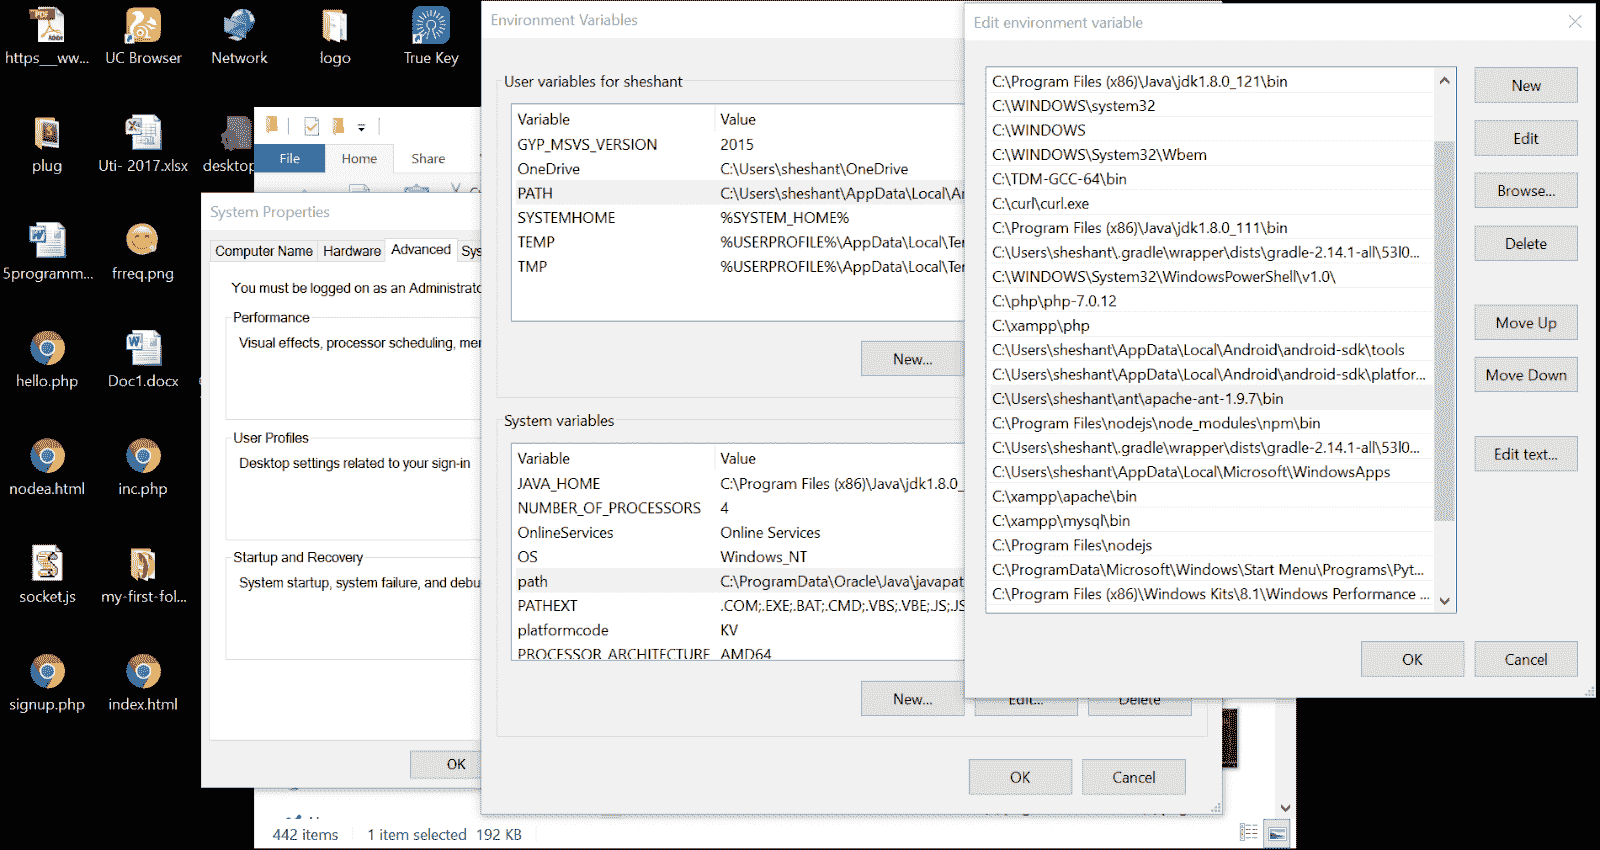 https__ww...
UC Browser
Network
logo
True Key
plug
Uti- 2017.xlsx
desktop
5programm...
frreq.png
hello.php
Doc1.docx
nodea.html
inc.php
socket.js
my-first-fol...
signup.php
index.html
File
Home
Share
442 items
1 item selected 192 KB
System Properties
Computer Name
Hardware
Advanced
Sys
You must be logged on as an Administrato
Performance
Visual effects, processor scheduling, mer
User Profiles
Desktop settings related to your sign-in
Startup and Recovery
System startup, system failure, and debu
OK
Environment Variables
User variables for sheshant
Variable Value
GYP_MSVS_VERSION 2015
OneDrive C:\Users\sheshant\OneDrive
PATH C:\Users\sheshant\AppData\Local\An
SYSTEMHOME %SYSTEM_HOME%
TEMP %USERPROFILE%\AppData\Local\Ter
TMP %USERPROFILE%\AppData\Local\Ter
New...
System variables
Variable Value
JAVA_HOME C:\Program Files (x86)\Java\jdk1.8.0_
NUMBER_OF_PROCESSORS 4
OnlineServices Online Services
OS Windows_NT
path C:\ProgramData\Oracle\Java\javapat
PATHEXT .COM;.EXE;.BAT;.CMD;.VBS;.VBE;.JS;.JS
platformcode KV
PROCESSOR_ARCHITECTURE AMD64
New...
Edit...
Delete
OK
Cancel
Edit environment variable
C:\Program Files (x86)\Java\jdk1.8.0_121\bin
C:\WINDOWS\system32
C:\WINDOWS
C:\WINDOWS\System32\Wbem
C:\TDM-GCC-64\bin
C:\curl\curl.exe
C:\Program Files (x86)\Java\jdk1.8.0_111\bin
C:\Users\sheshant\.gradle\wrapper\dists\gradle-2.14.1-all\53l0...
C:\WINDOWS\System32\WindowsPowerShell\v1.0\
C:\php\php-7.0.12
C:\xampp\php
C:\Users\sheshant\AppData\Local\Android\android-sdk\tools
C:\Users\sheshant\AppData\Local\Android\android-sdk\platfor...
C:\Users\sheshant\ant\apache-ant-1.9.7\bin
C:\Program Files\nodejs\node_modules\npm\bin
C:\Users\sheshant\.gradle\wrapper\dists\gradle-2.14.1-all\53l0...
C:\Users\sheshant\AppData\Local\Microsoft\WindowsApps
C:\xampp\apache\bin
C:\xampp\mysql\bin
C:\Program Files\nodejs
C:\ProgramData\Microsoft\Windows\Start Menu\Programs\Pyt...
C:\Program Files (x86)\Windows Kits\8.1\Windows Performance ...
New
Edit
Browse...
Delete
Move Up
Move Down
Edit text...
OK
Cancel